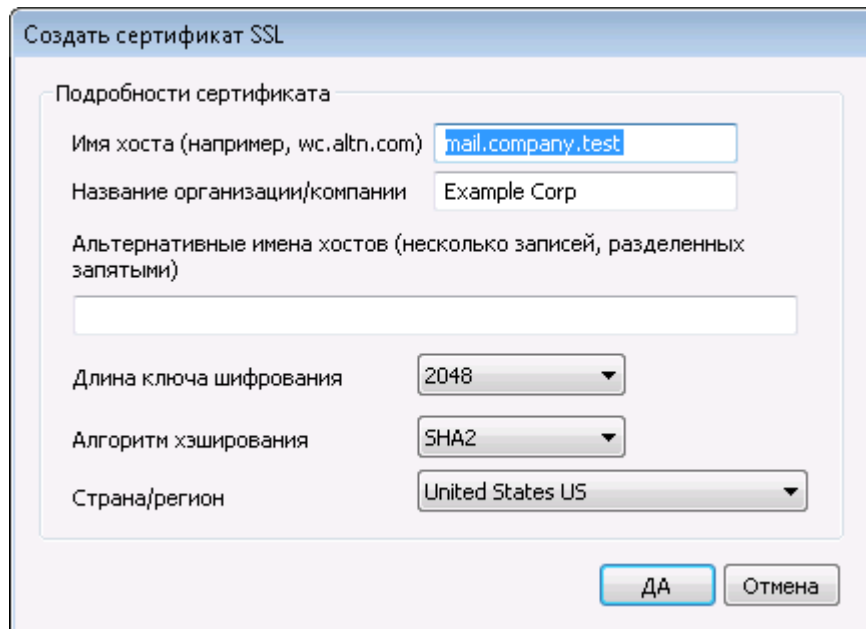 Создать сертификат SSL
Подробности сертификата
Имя хоста (например, wc.altn.com) mail.company.test
Название организации/компании Example Corp
Альтернативные имена хостов (несколько записей, разделенных
запятыми)
Длина ключа шифрования 2048
Алгоритм хэширования SHA2
Страна/регион United States US
ДА Отмена